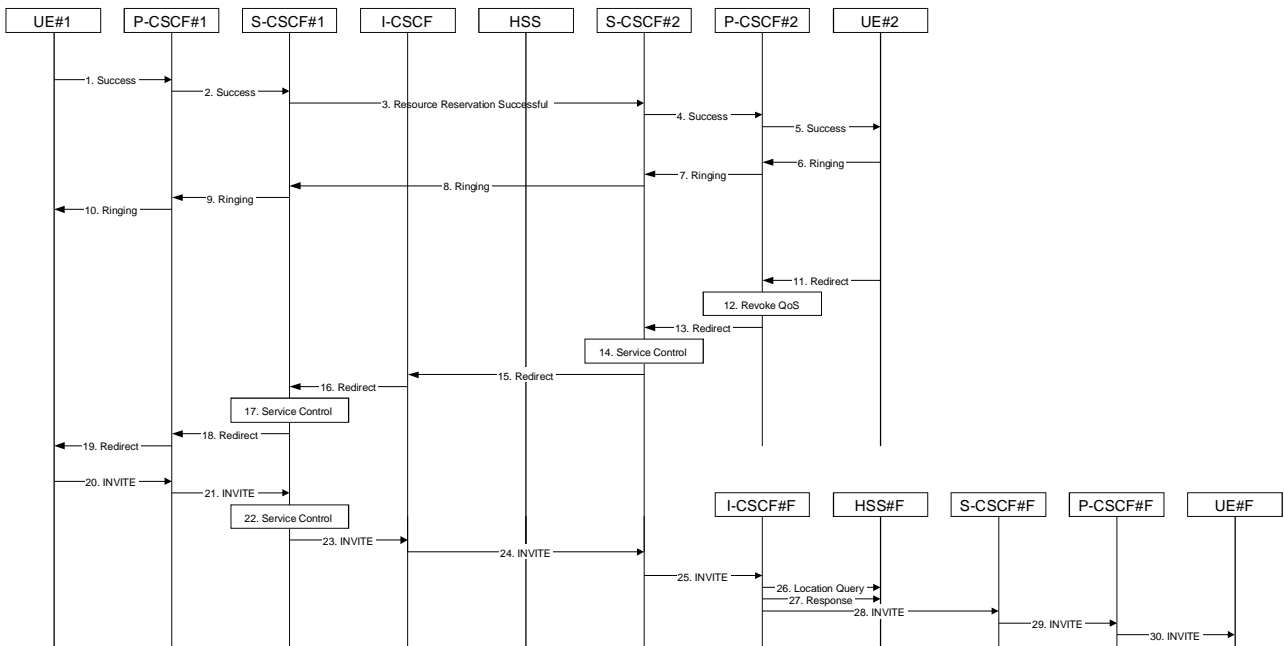 UE#1 P-CSCF#1 S-CSCF#1 I-CSCF HSS S-CSCF#2 P-CSCF#2 UE#2
1. Success
2. Success
3. Resource Reservation Successful
4. Success
5. Success
6. Ringing
7. Ringing
8. Ringing
9. Ringing
10. Ringing
11. Redirect
12. Revoke QoS
13. Redirect
14. Service Control
15. Redirect
16. Redirect
17. Service Control
18. Redirect
19. Redirect
20. INVITE
21. INVITE
I-CSCF#F HSS#F S-CSCF#F P-CSCF#F UE#F
22. Service Control
23. INVITE
24. INVITE
25. INVITE
26. Location Query
27. Response
28. INVITE
29. INVITE
30. INVITE